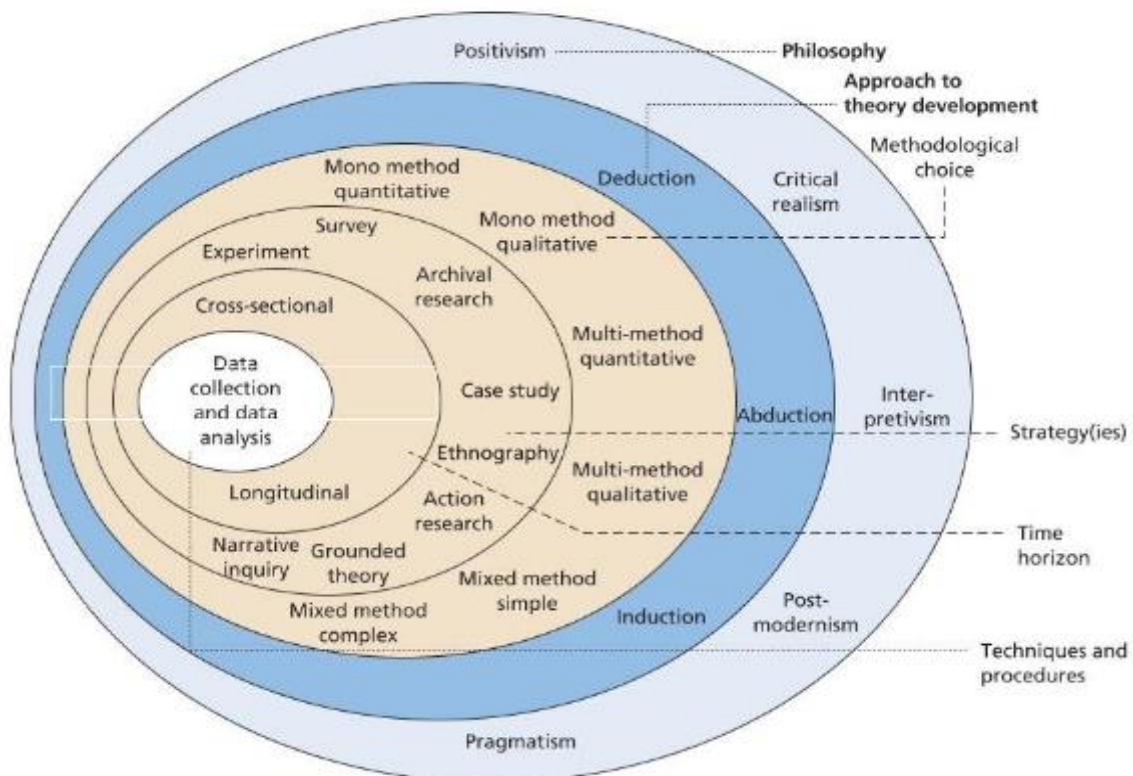 Positivism
Philosophy
Approach to
theory development
Methodological
choice
Deduction
Critical
realism
Mono method
quantitative
Mono method
qualitative
Survey
Experiment
Archival
research
Cross-sectional
Multi-method
quantitative
Data
collection
and data
analysis
Case study
Inter-
pretivism
Abduction
Strategy(ies)
Ethnography
Multi-method
qualitative
Longitudinal
Action
research
Time
horizon
Narrative
inquiry
Grounded
theory
Mixed method
simple
Mixed method
complex
Induction
Post-
modernism
Techniques and
procedures
Pragmatism